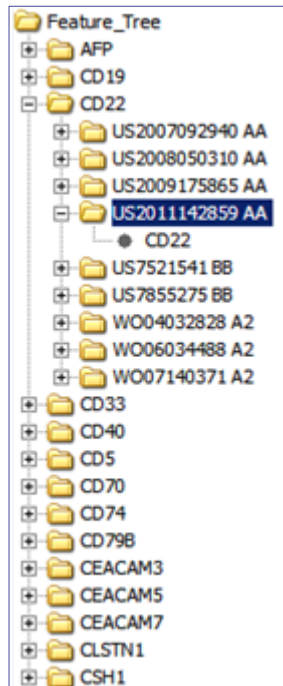 Feature_Tree
AFP
CD19
CD22
US2007092940 AA
US2008050310 AA
US2009175865 AA
US2011142859 AA
CD22
US7521541 BB
US7855275 BB
WO04032828 A2
WO06034488 A2
WO07140371 A2
CD33
CD40
CD5
CD70
CD74
CD79B
CEACAM3
CEACAM5
CEACAM7
CLSTN1
CSH1